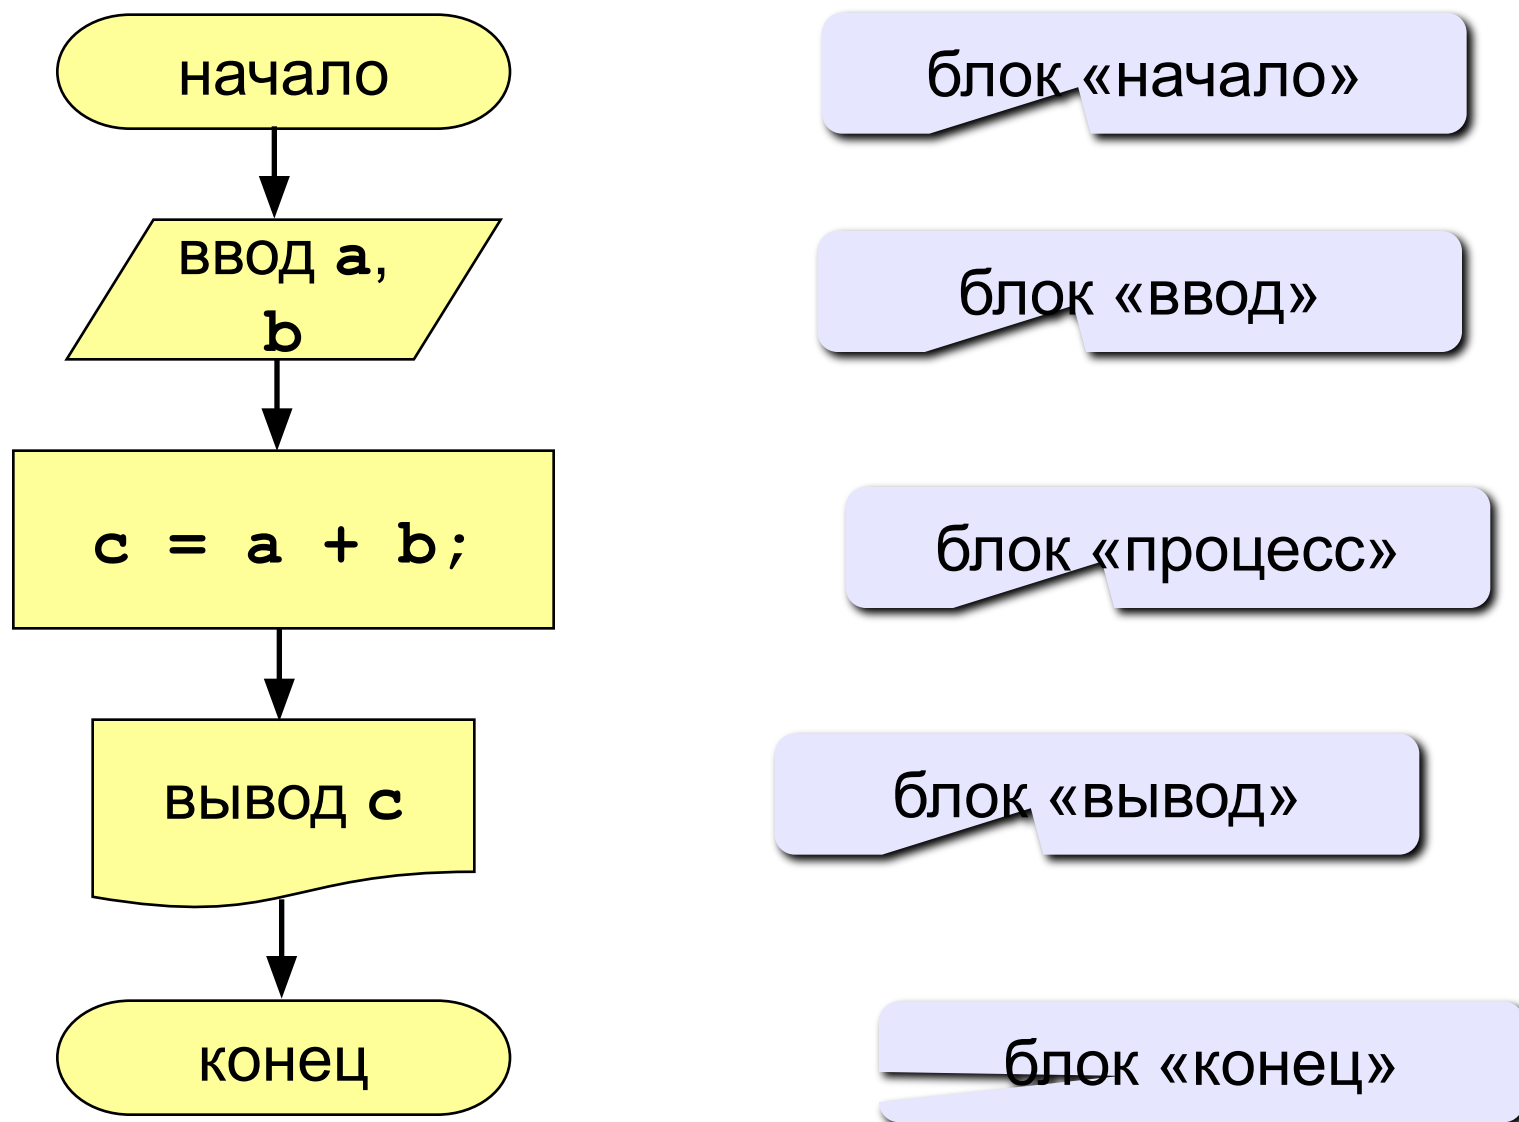 начало
блок «начало»
ввод a,
b
блок «ввод»
c = a + b;
блок «процесс»
вывод c
блок «вывод»
конец
блок «конец»